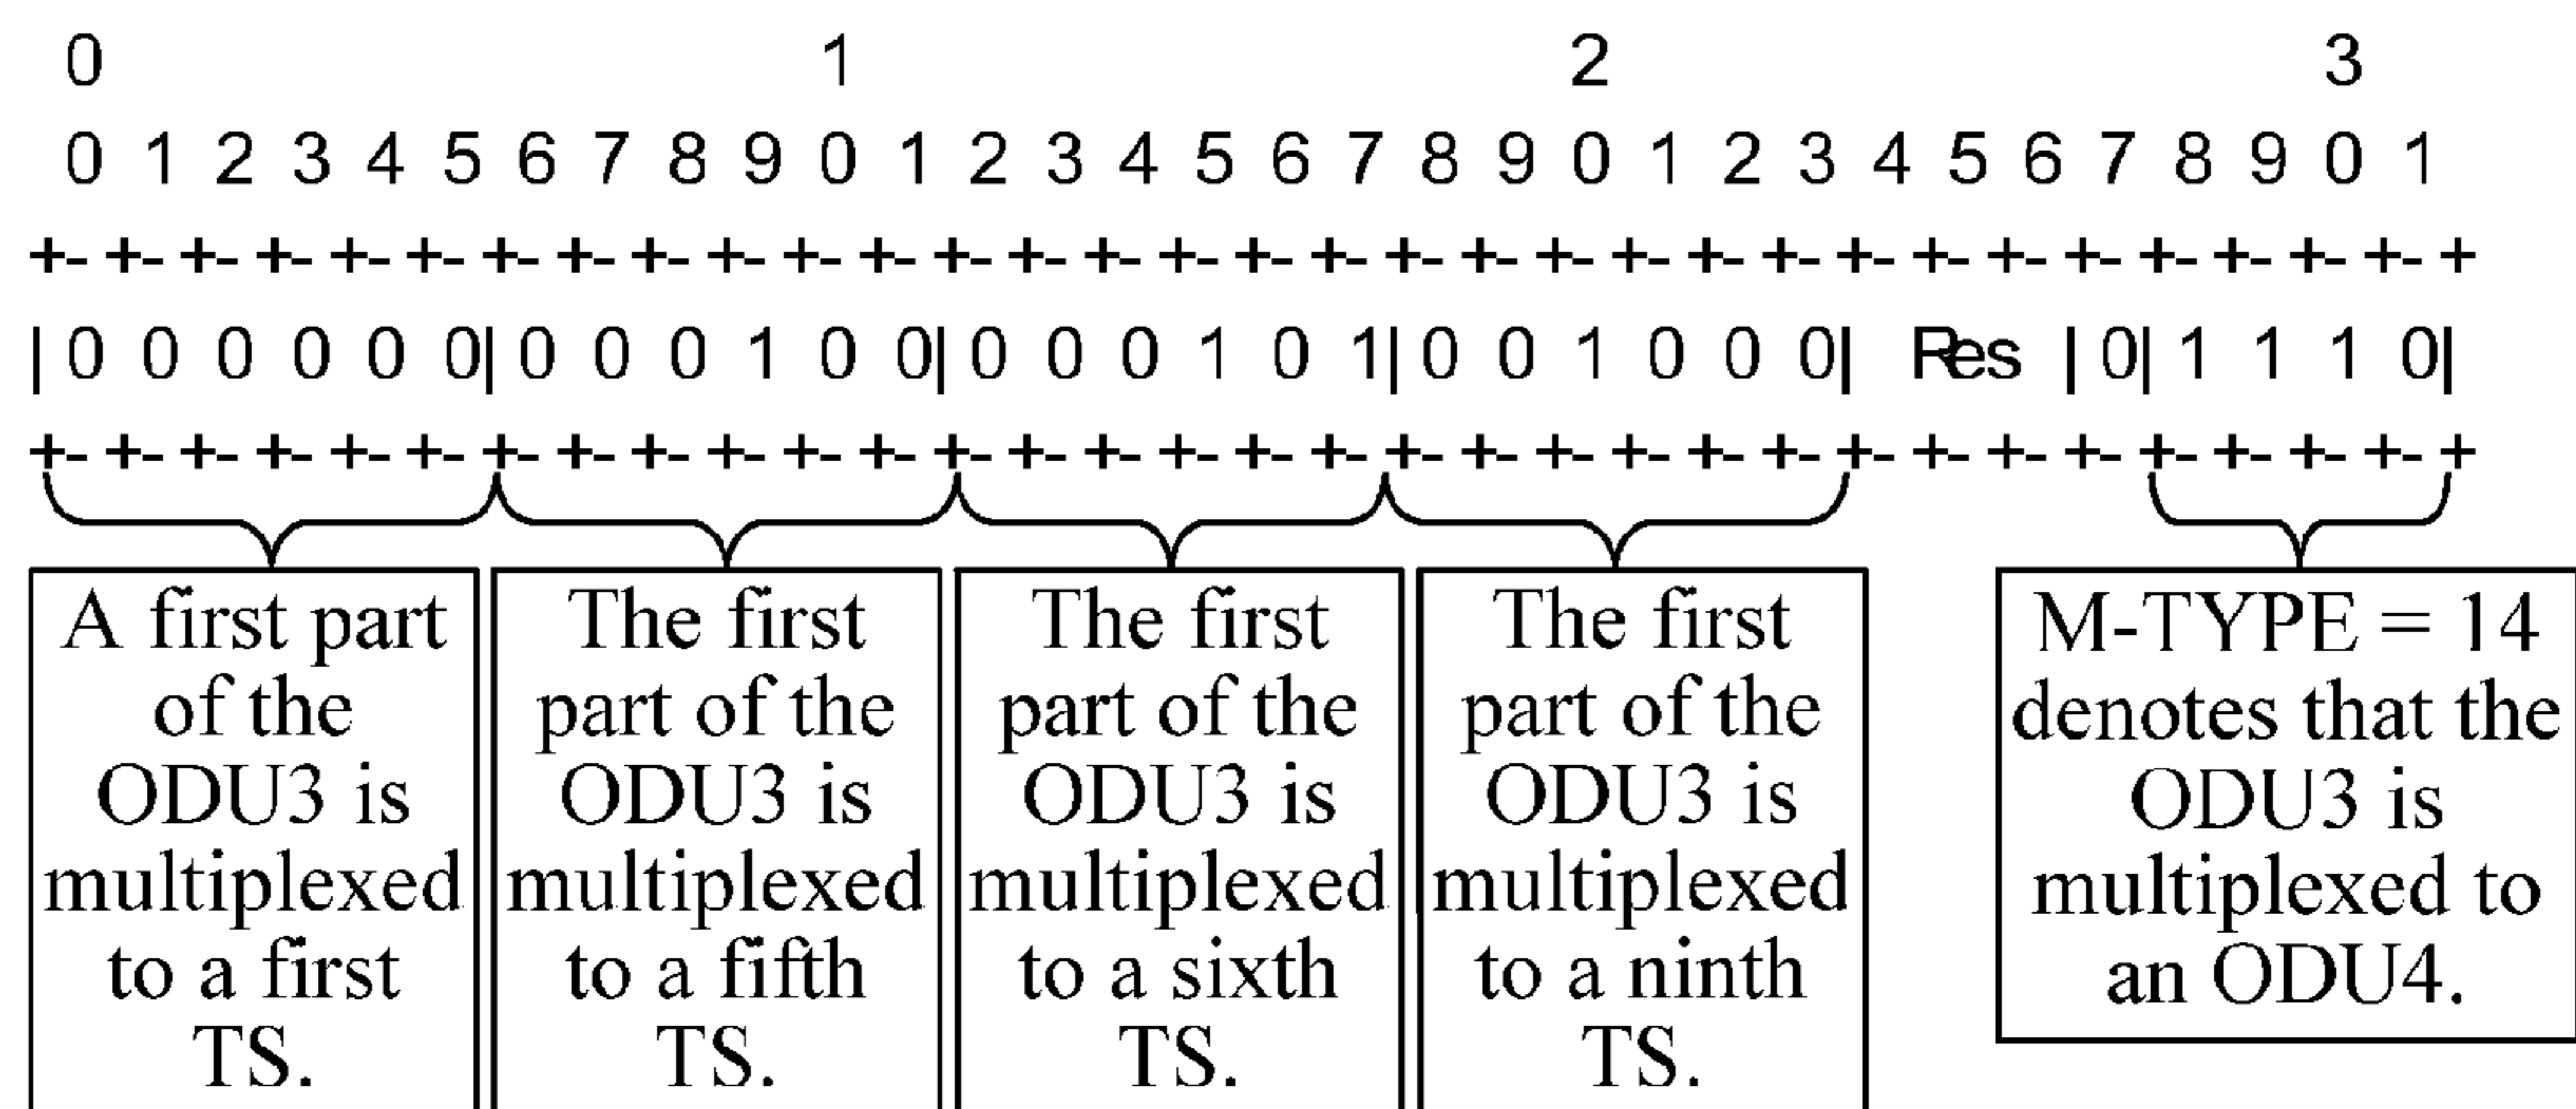 0 1 2 3
0 1 2 3 4 5 6 7 8 9 0 1 2 3 4 5 6 7 8 9 0 1 2 3 4 5 6 7 8 9 0 1
+- +- +- +- +- +- +- +- +- +- +- +- +- +- +- +- +- +- +- +- +- +- +- +- +- +- +- +- +- +- +- +- +
|0 0 0 0 0 0|0 0 0 1 0 0|0 0 0 1 0 1|0 0 1 0 0 0| Res |0|1 1 1 0|
+- +- +- +- +- +- +- +- +- +- +- +- +- +- +- +- +- +- +- +- +- +- +- +- +- +- +- +- +- +- +- +- +
A first part
of the
ODU3 is
multiplexed
to a first
TS.
The first
part of the
ODU3 is
multiplexed
to a fifth
TS.
The first
part of the
ODU3 is
multiplexed
to a sixth
TS.
The first
part of the
ODU3 is
multiplexed
to a ninth
TS.
M-TYPE = 14
denotes that the
ODU3 is
multiplexed to
an ODU4.